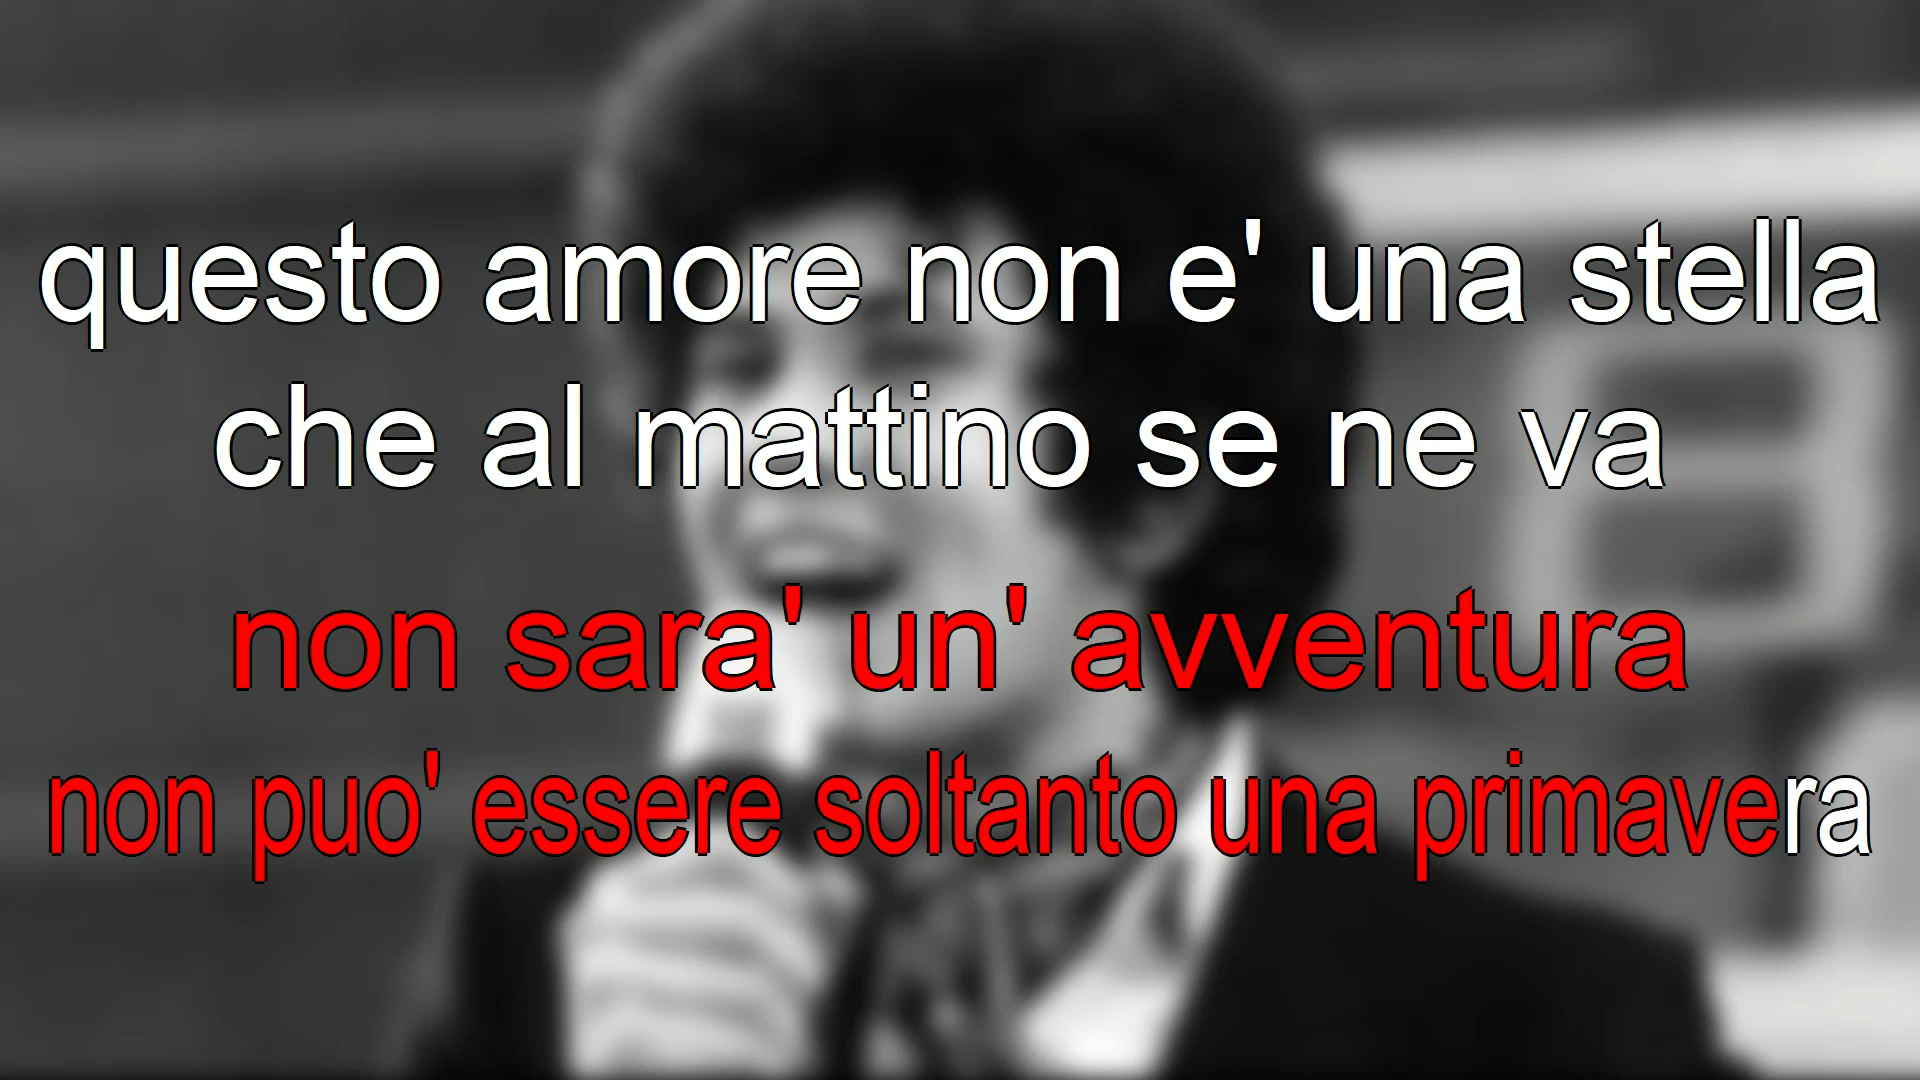 questo amore non e' una stella
che al mattino se ne va
non sara' un' avventura
non puo' essere soltanto una primavera